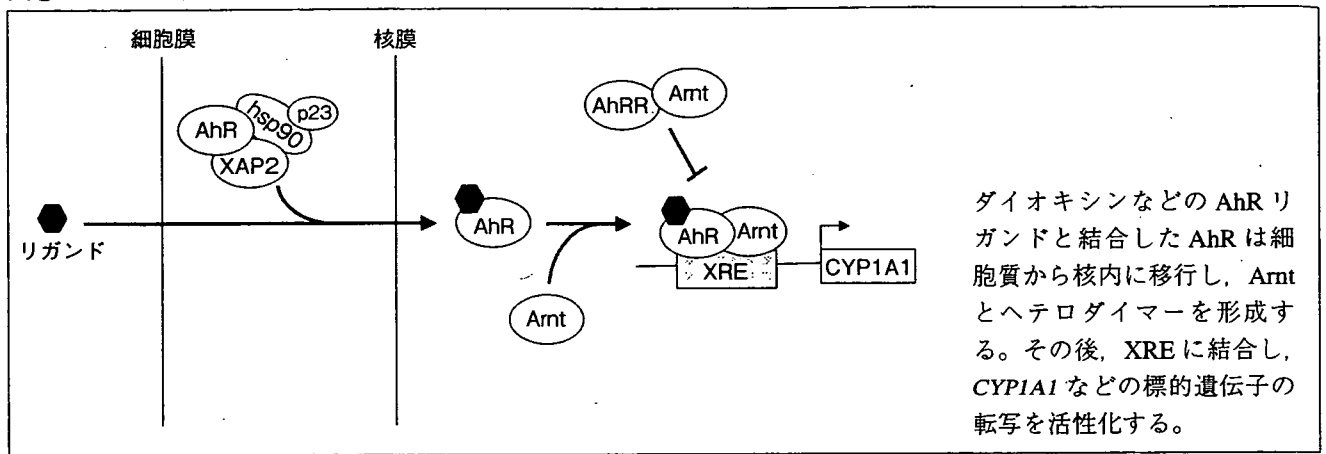 細胞膜
核膜
AhR
hsp90
p23
XAP2
リガンド
AhR
Arnt
AhRR
Arnt
AhR
Arnt
XRE
CYP1A1
ダイオキシンなどの AhR リ
ガンドと結合した AhR は細
胞質から核内に移行し，Arnt
とヘテロダイマーを形成す
る。その後，XRE に結合し，
CYP1A1 などの標的遺伝子の
転写を活性化する。